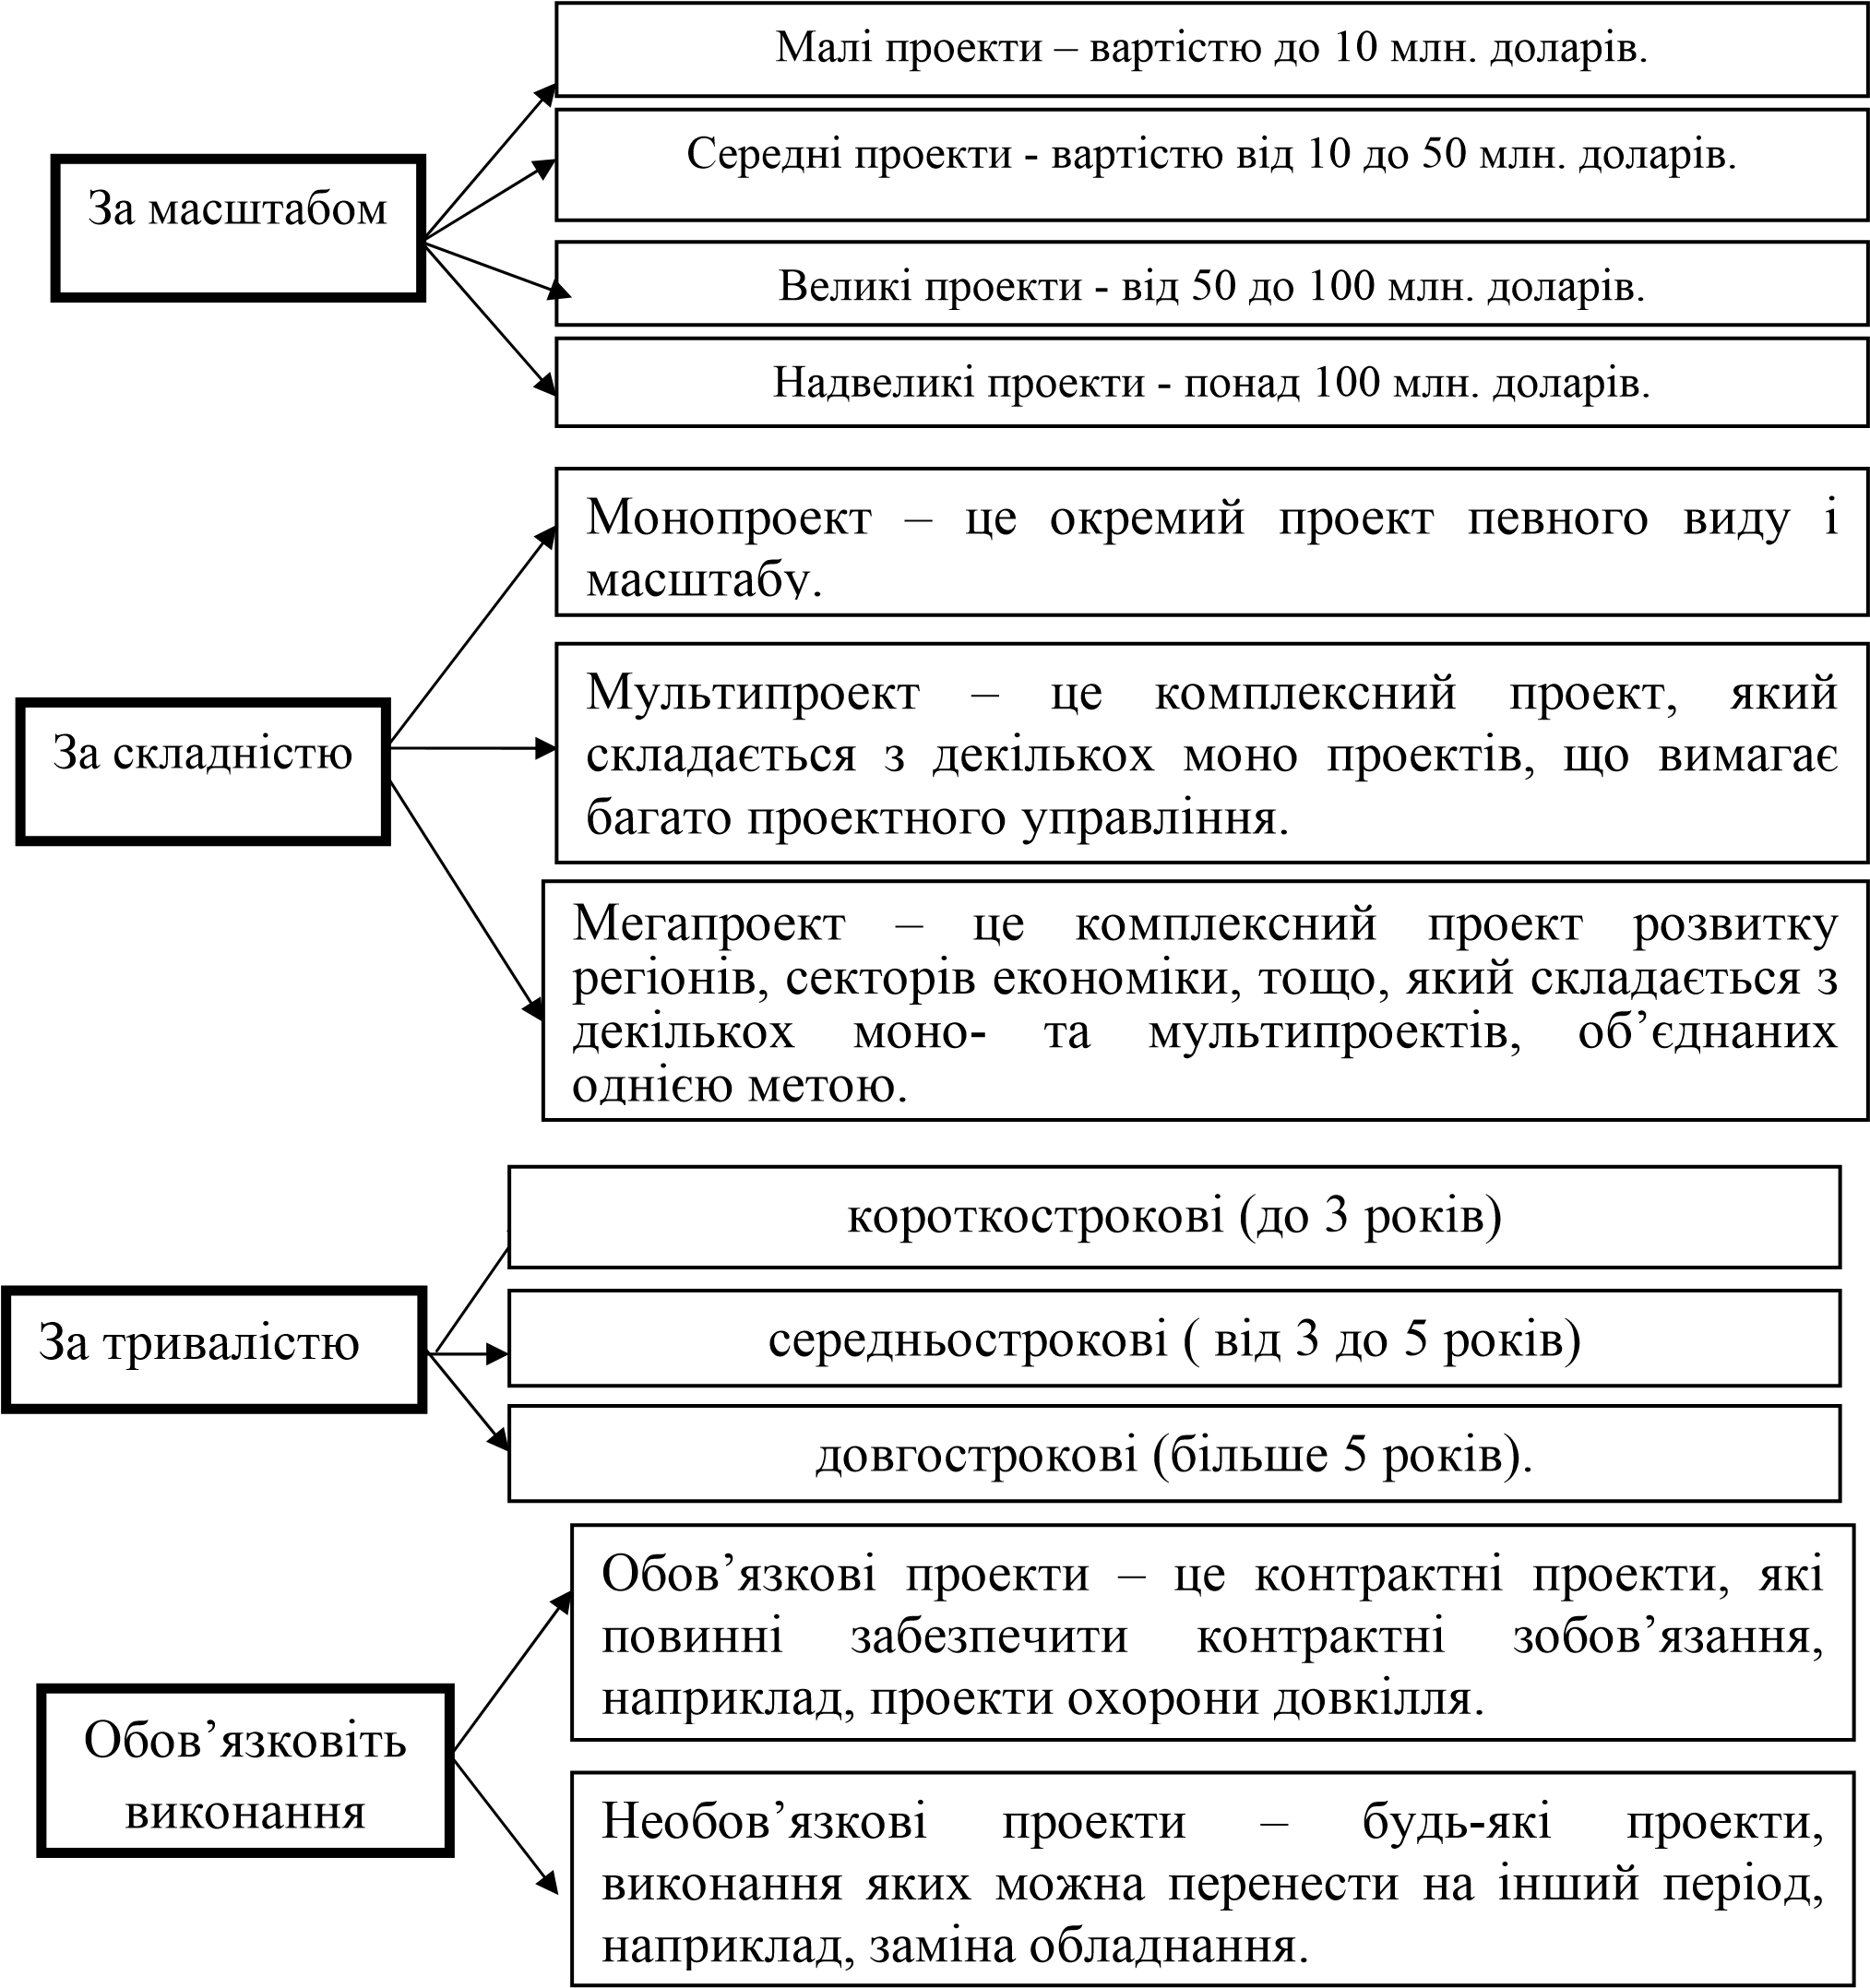 За масштабом
Малі проекти – вартістю до 10 млн. доларів.
Середні проекти - вартістю від 10 до 50 млн. доларів.
Великі проекти - від 50 до 100 млн. доларів.
Надвеликі проекти - понад 100 млн. доларів.
За складністю
Монопроект – це окремий проект певного виду і
масштабу.
Мультипроект – це комплексний проект, який
складається з декількох моно проектів, що вимагає
багато проектного управління.
Мегапроект – це комплексний проект розвитку
регіонів, секторів економіки, тощо, який складається з
декількох моно- та мультипроектів, об’єднаних
однією метою.
За тривалістю
короткострокові (до 3 років)
середньострокові ( від 3 до 5 років)
довгострокові (більше 5 років).
Обов’язковіть
виконання
Обов’язкові проекти – це контрактні проекти, які
повинні забезпечити контрактні зобов’язання,
наприклад, проекти охорони довкілля.
Необов’язкові проекти – будь-які проекти,
виконання яких можна перенести на інший період,
наприклад, заміна обладнання.